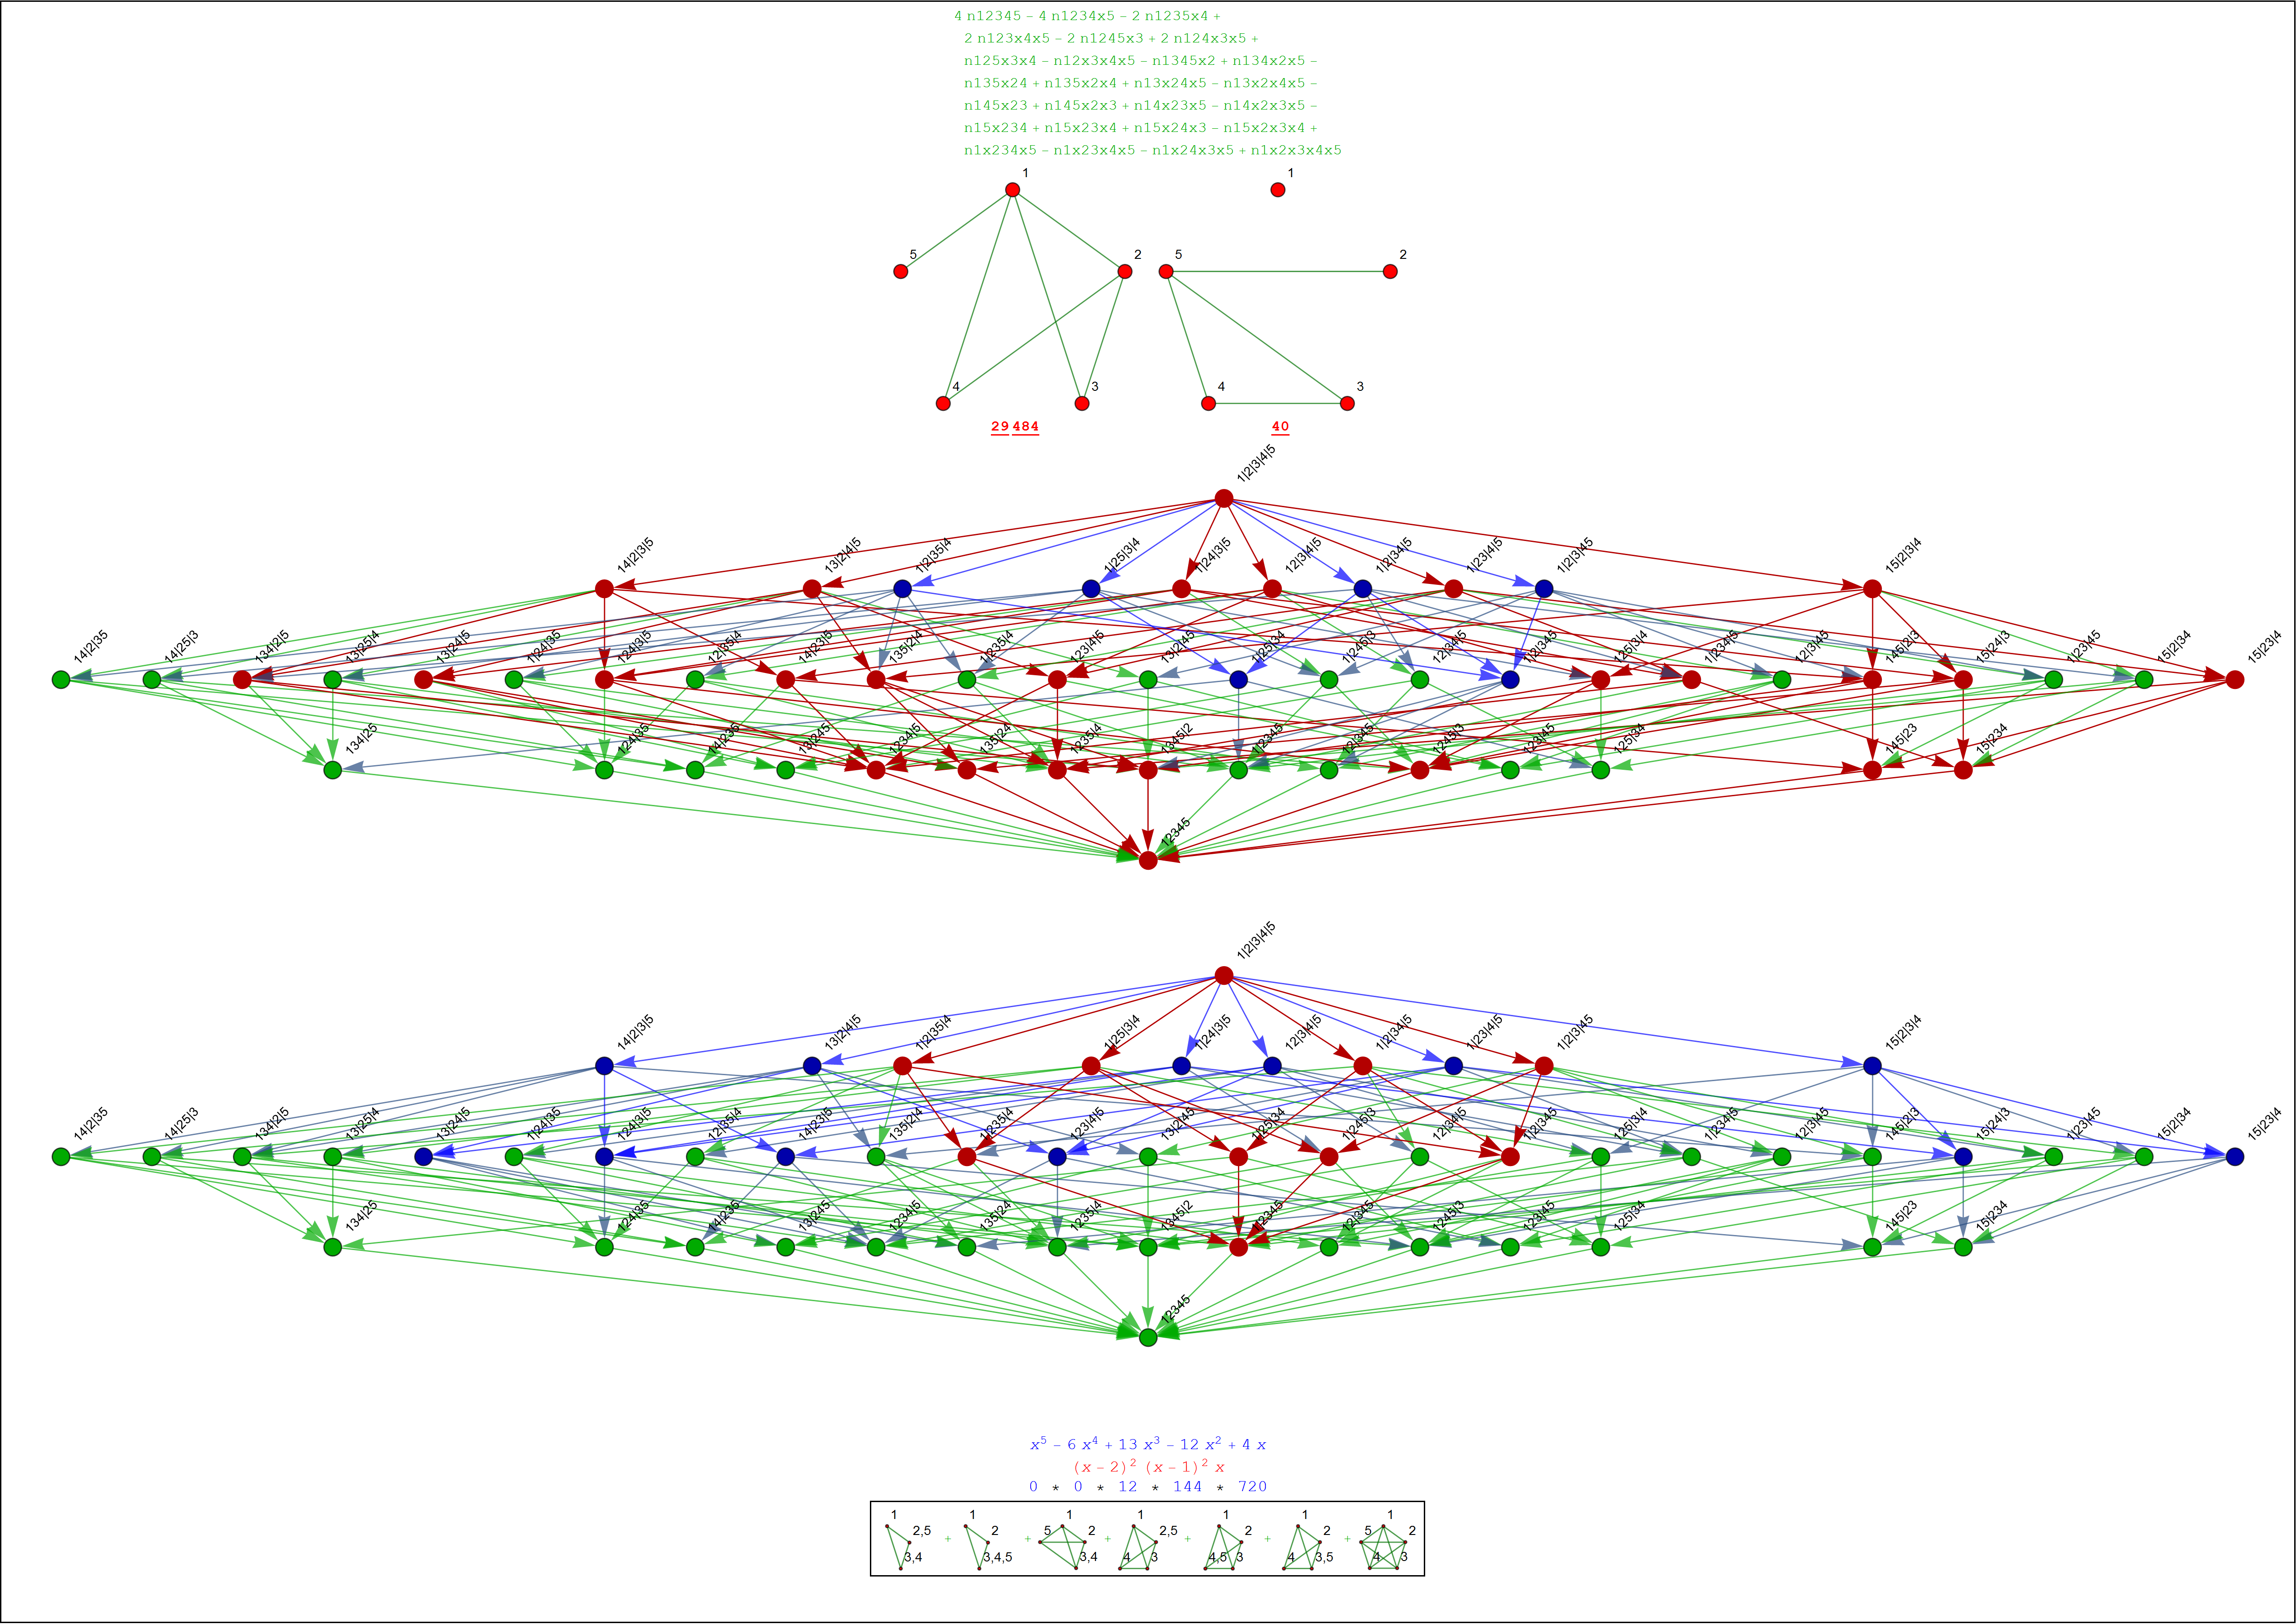 4 n12345 – 4 n1234x5 – 2 n1235x4 +
2 n123x4x5 – 2 n1245x3 + 2 n124x3x5 +
n125x3x4 – n12x3x4x5 – n1345x2 + n134x2x5 –
n135x24 + n135x2x4 + n13x24x5 – n13x2x4x5 –
n145x23 + n145x2x3 + n14x23x5 – n14x2x3x5 –
n15x234 + n15x23x4 + n15x24x3 – n15x2x3x4 +
n1x234x5 – n1x23x4x5 – n1x24x3x5 + n1x2x3x4x5
1 1
5 2 5 2
4 3 4 3
29 484 40
1|2|3|4|5
14|2|3|5 13|2|4|5 1|2|35|4 1|25|3|4 1|24|3|5 12|3|4|5 1|2|34|5 1|23|4|5 1|2|3|45 15|2|3|4
14|2|35 14|25|3 134|2|5 13|25|4 13|24|5 1|24|35 124|3|5 12|35|4 14|23|5 135|2|4 1|235|4 123|4|5 13|2|45 1|25|34 1|245|3 12|34|5 1|2|345 125|3|4 1|234|5 12|3|45 145|2|3 15|24|3 1|23|45 15|2|34 15|23|4
134|25 124|35 14|235 13|245 1234|5 135|24 1235|4 1345|2 1|2345 12|345 1245|3 123|45 125|34 145|23 15|234
12345
1|2|3|4|5
14|2|3|5 13|2|4|5 1|2|35|4 1|25|3|4 1|24|3|5 12|3|4|5 1|2|34|5 1|23|4|5 1|2|3|45 15|2|3|4
14|2|35 14|25|3 134|2|5 13|25|4 13|24|5 1|24|35 124|3|5 12|35|4 14|23|5 135|2|4 1|235|4 123|4|5 13|2|45 1|25|34 1|245|3 12|34|5 1|2|345 125|3|4 1|234|5 12|3|45 145|2|3 15|24|3 1|23|45 15|2|34 15|23|4
134|25 124|35 14|235 13|245 1234|5 135|24 1235|4 1345|2 1|2345 12|345 1245|3 123|45 125|34 145|23 15|234
12345
x⁵ – 6 x⁴ + 13 x³ – 12 x² + 4 x
(x – 2)² (x – 1)² x
0 * 0 * 12 * 144 * 720
1 1 1 1 1 1 1
2,5 2 5 2 2,5 2 2 5 2
+ + + + + +
3,4 3,4,5 3,4 4 3 4,5 3 4 3,5 4 3